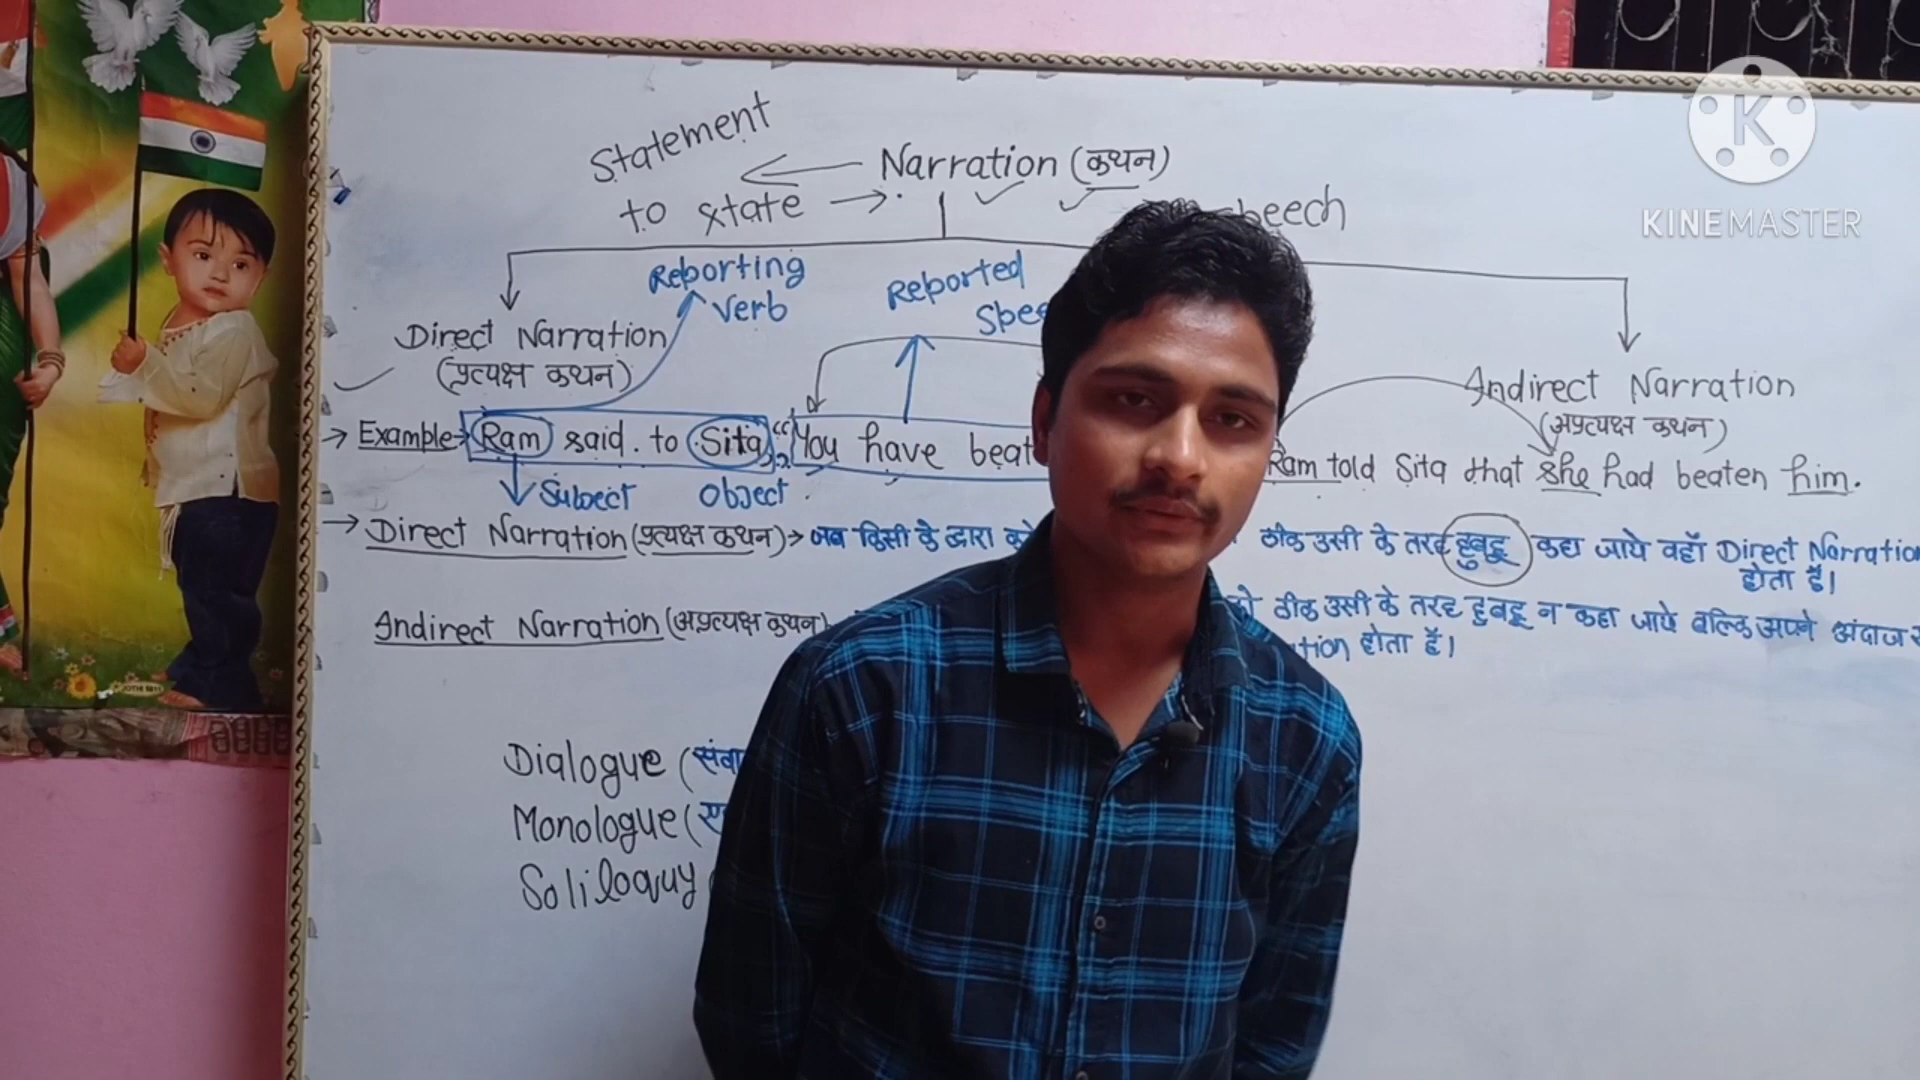 Statement
Narration (कथन)
to state
speech
Reporting
Verb
Reported
Direct Narration
(प्रत्यक्ष कथन)
Indirect Narration
(अप्रत्यक्ष कथन)
Example → Ram said. to Sita,, “You have
Ram told Sita that she had beaten him.
Subject Object
→ Direct Narration (प्रत्यक्ष कथन) → जब किसी के द्वारा ठीक उसी के तरह हुबहू कहा जाये वहाँ Direct Narration
होता है।
Indirect Narration (अप्रत्यक्ष कथन) ठीक उसी के तरह हुबहू न कहा जाये बल्कि अपने अंदाज
होता है।
Dialogue (
Monologue (
Soliloquy
KINEMASTER